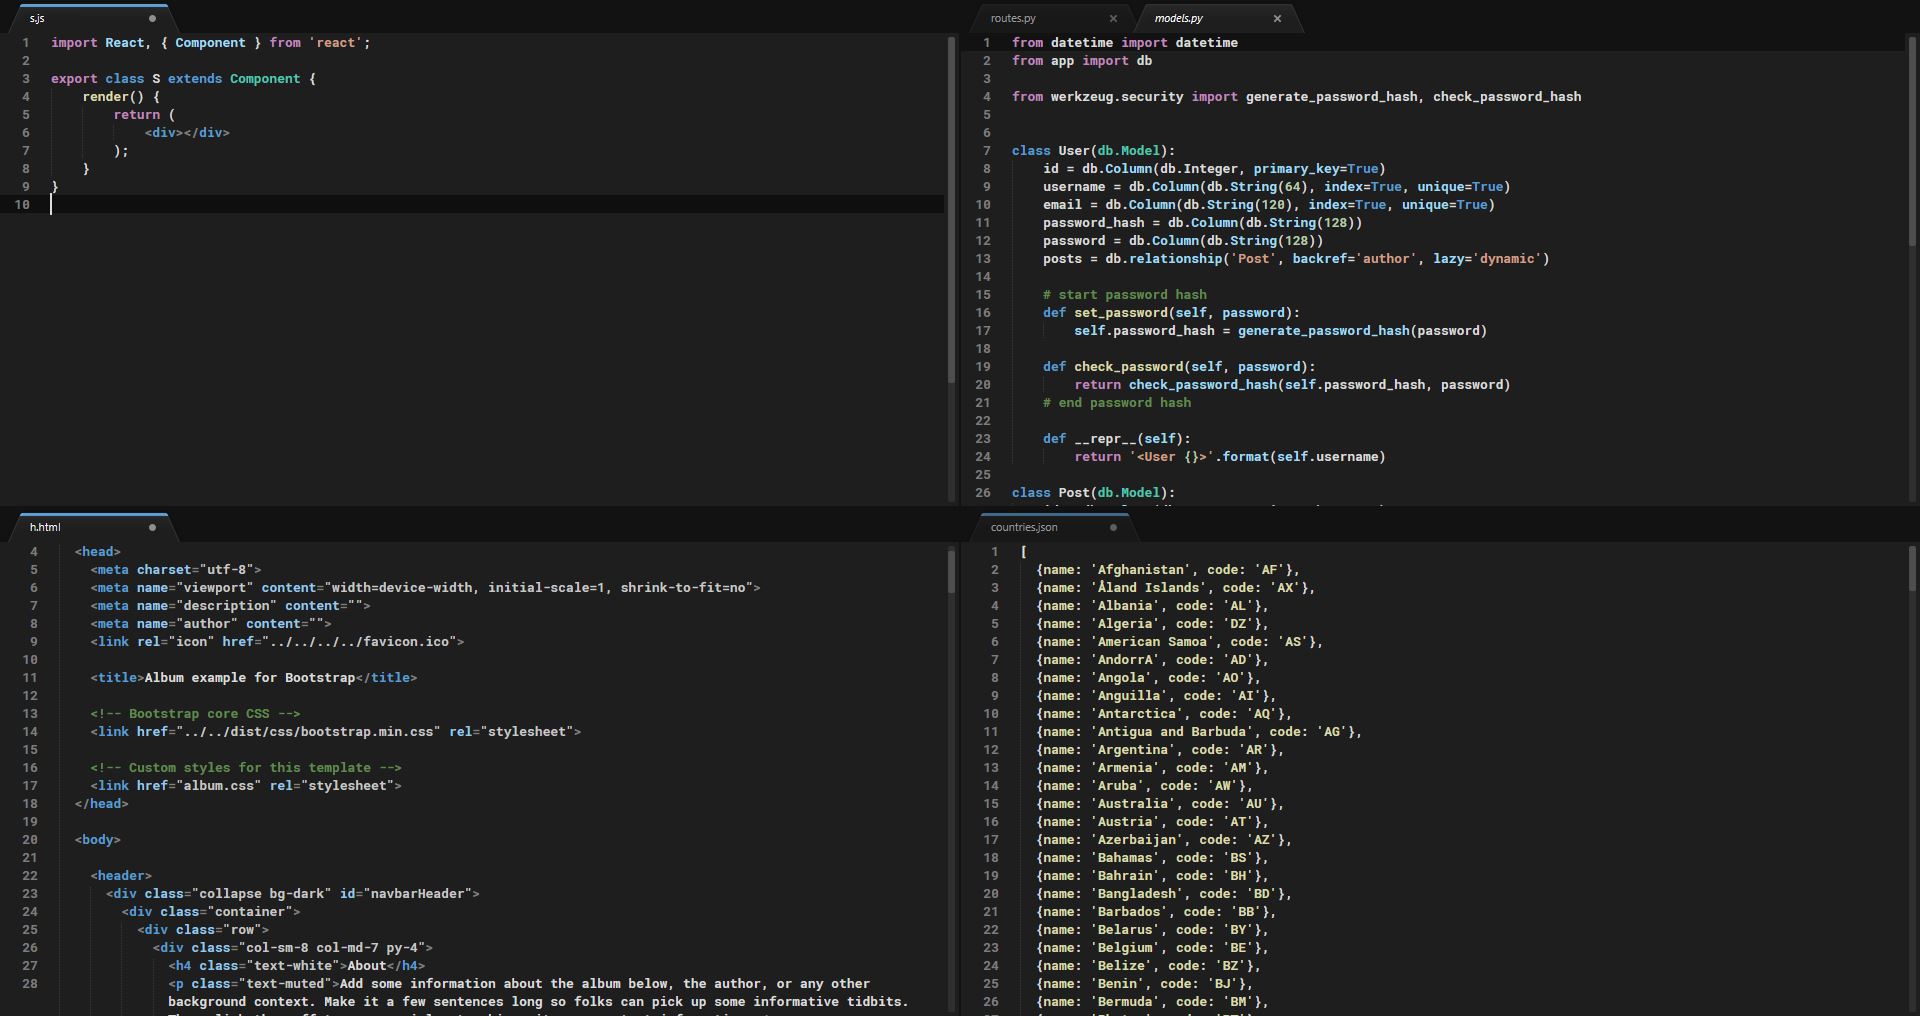 s.js
1 import React, { Component } from 'react';
2
3 export class S extends Component {
4     render() {
5         return (
6             <div></div>
7         );
8     }
9 }
10
routes.py
models.py
1 from datetime import datetime
2 from app import db
3
4 from werkzeug.security import generate_password_hash, check_password_hash
5
6
7 class User(db.Model):
8     id = db.Column(db.Integer, primary_key=True)
9     username = db.Column(db.String(64), index=True, unique=True)
10     email = db.Column(db.String(120), index=True, unique=True)
11     password_hash = db.Column(db.String(128))
12     password = db.Column(db.String(128))
13     posts = db.relationship('Post', backref='author', lazy='dynamic')
14
15     # start password hash
16     def set_password(self, password):
17         self.password_hash = generate_password_hash(password)
18
19     def check_password(self, password):
20         return check_password_hash(self.password_hash, password)
21     # end password hash
22
23     def __repr__(self):
24         return '<User {}>'.format(self.username)
25
26 class Post(db.Model):
h.html
4   <head>
5     <meta charset="utf-8">
6     <meta name="viewport" content="width=device-width, initial-scale=1, shrink-to-fit=no">
7     <meta name="description" content="">
8     <meta name="author" content="">
9     <link rel="icon" href="../../../../favicon.ico">
10
11     <title>Album example for Bootstrap</title>
12
13     <!-- Bootstrap core CSS -->
14     <link href="../../dist/css/bootstrap.min.css" rel="stylesheet">
15
16     <!-- Custom styles for this template -->
17     <link href="album.css" rel="stylesheet">
18   </head>
19
20   <body>
21
22     <header>
23       <div class="collapse bg-dark" id="navbarHeader">
24         <div class="container">
25           <div class="row">
26             <div class="col-sm-8 col-md-7 py-4">
27               <h4 class="text-white">About</h4>
28               <p class="text-muted">Add some information about the album below, the author, or any other
background context. Make it a few sentences long so folks can pick up some informative tidbits.
countries.json
1 [
2   {name: 'Afghanistan', code: 'AF'},
3   {name: 'Åland Islands', code: 'AX'},
4   {name: 'Albania', code: 'AL'},
5   {name: 'Algeria', code: 'DZ'},
6   {name: 'American Samoa', code: 'AS'},
7   {name: 'AndorrA', code: 'AD'},
8   {name: 'Angola', code: 'AO'},
9   {name: 'Anguilla', code: 'AI'},
10   {name: 'Antarctica', code: 'AQ'},
11   {name: 'Antigua and Barbuda', code: 'AG'},
12   {name: 'Argentina', code: 'AR'},
13   {name: 'Armenia', code: 'AM'},
14   {name: 'Aruba', code: 'AW'},
15   {name: 'Australia', code: 'AU'},
16   {name: 'Austria', code: 'AT'},
17   {name: 'Azerbaijan', code: 'AZ'},
18   {name: 'Bahamas', code: 'BS'},
19   {name: 'Bahrain', code: 'BH'},
20   {name: 'Bangladesh', code: 'BD'},
21   {name: 'Barbados', code: 'BB'},
22   {name: 'Belarus', code: 'BY'},
23   {name: 'Belgium', code: 'BE'},
24   {name: 'Belize', code: 'BZ'},
25   {name: 'Benin', code: 'BJ'},
26   {name: 'Bermuda', code: 'BM'},